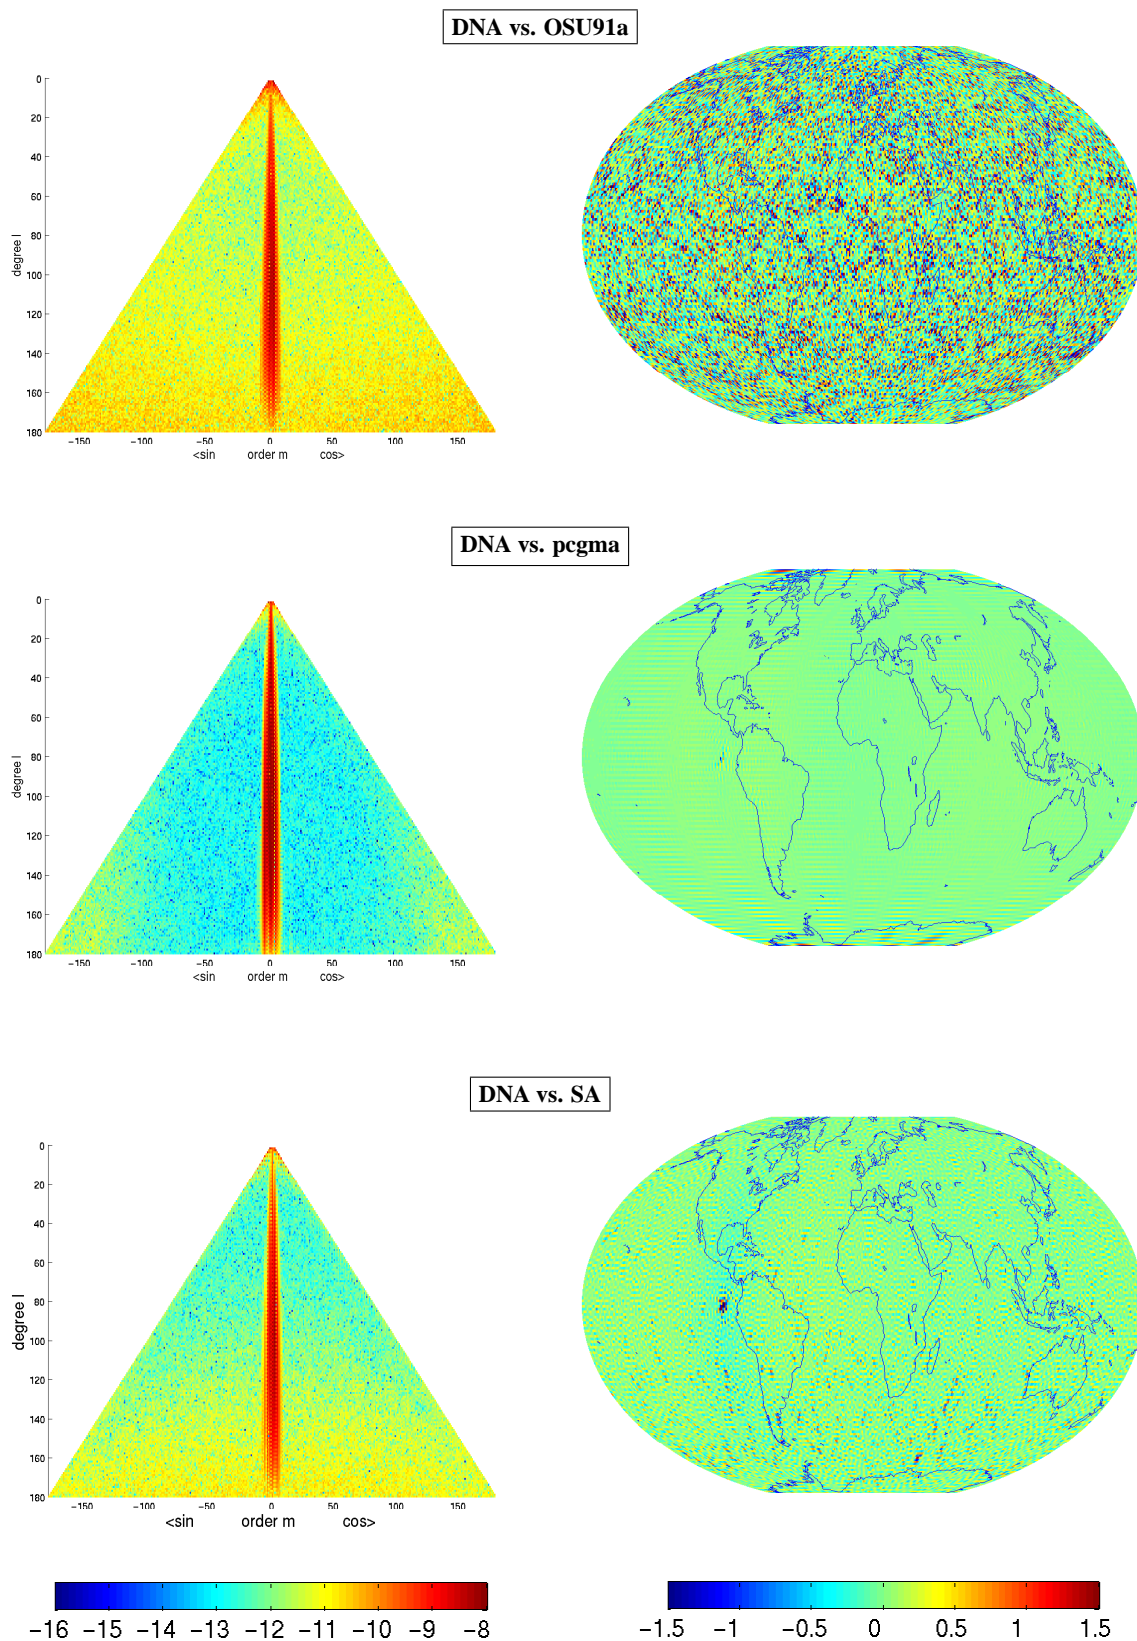 DNA vs. OSU91a
0
20
40
60
80
100
120
140
160
180
degree l
−150 −100 −50 0 50 100 150
<sin order m cos>
DNA vs. pcgma
0
20
40
60
80
100
120
140
160
180
degree l
−150 −100 −50 0 50 100 150
<sin order m cos>
DNA vs. SA
0
20
40
60
80
100
120
140
160
180
degree l
−150 −100 −50 0 50 100 150
<sin order m cos>
−16 −15 −14 −13 −12 −11 −10 −9 −8
−1.5 −1 −0.5 0 0.5 1 1.5